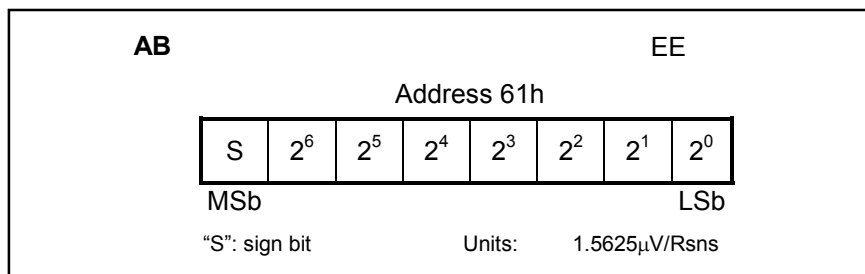 AB EE
Address 61h
S 2⁶ 2⁵ 2⁴ 2³ 2² 2¹ 2⁰
MSb LSb
“S”: sign bit Units: 1.5625μV/Rsns